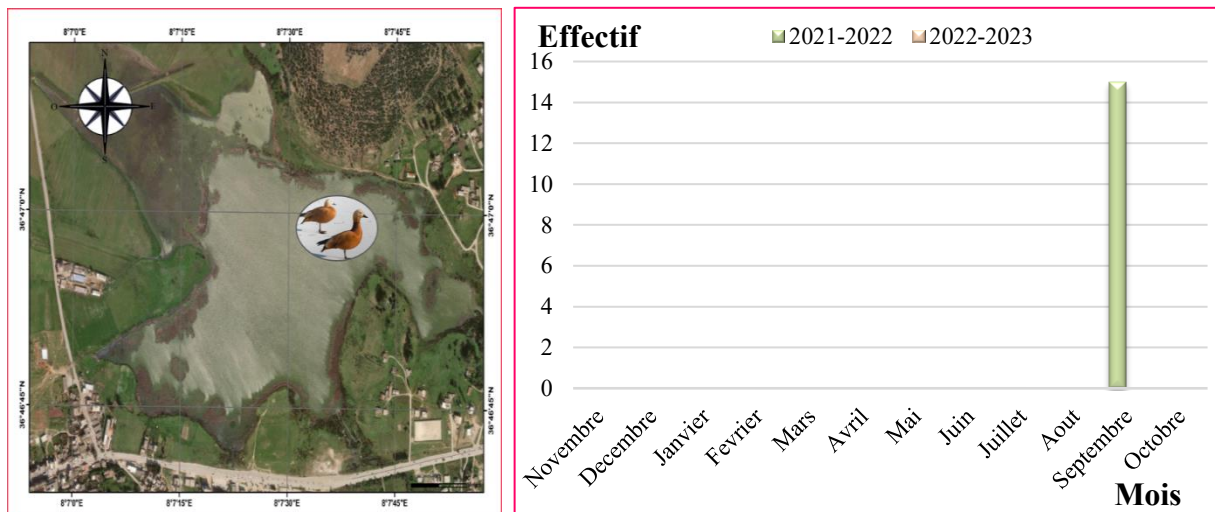 8°7'0"E 8°7'15"E 8°7'30"E 8°7'45"E
N
O E
S
36°47'0"N 36°47'0"N
36°46'45"N 36°46'45"N
8°7'0"E 8°7'15"E 8°7'30"E 8°7'45"E
Effectif
2021-2022 2022-2023
16
14
12
10
8
6
4
2
0
Novembre
Decembre
Janvier
Fevrier
Mars
Avril
Mai
Juin
Juillet
Aout
Septembre
Octobre
Mois